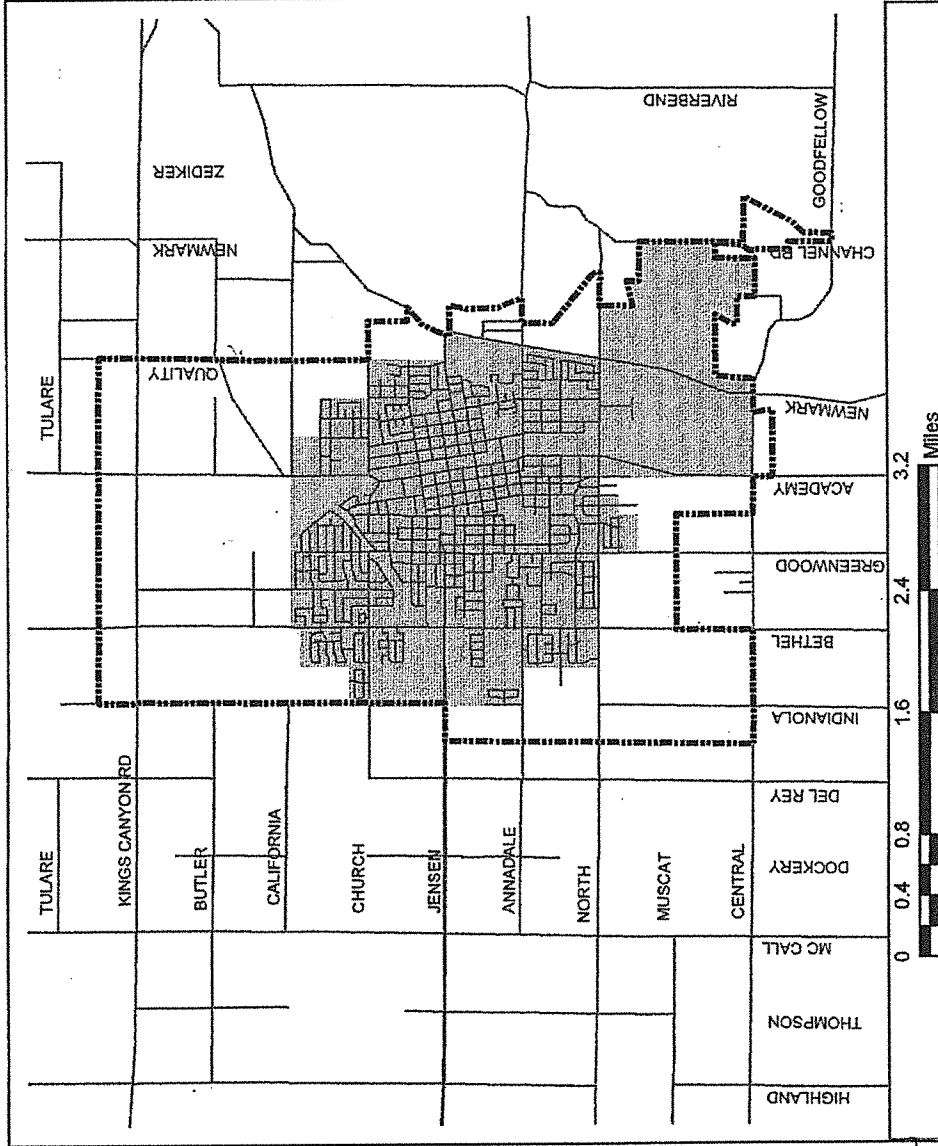 TULARE
KINGS CANYON RD
BUTLER
CALIFORNIA
CHURCH
JENSEN
ANNADALE
NORTH
MUSCAT
CENTRAL
TULARE
QUALITY
NEWMARK
ZEDIKER
RIVERBEND
GOODFELLOW
CHANNEL RD
NEWMARK
ACADEMY
GREENWOOD
BETHEL
INDIANOLA
DEL REY
DOCKERY
MC CALL
THOMPSON
HIGHLAND
0 0.4 0.8 1.6 2.4 3.2
Miles